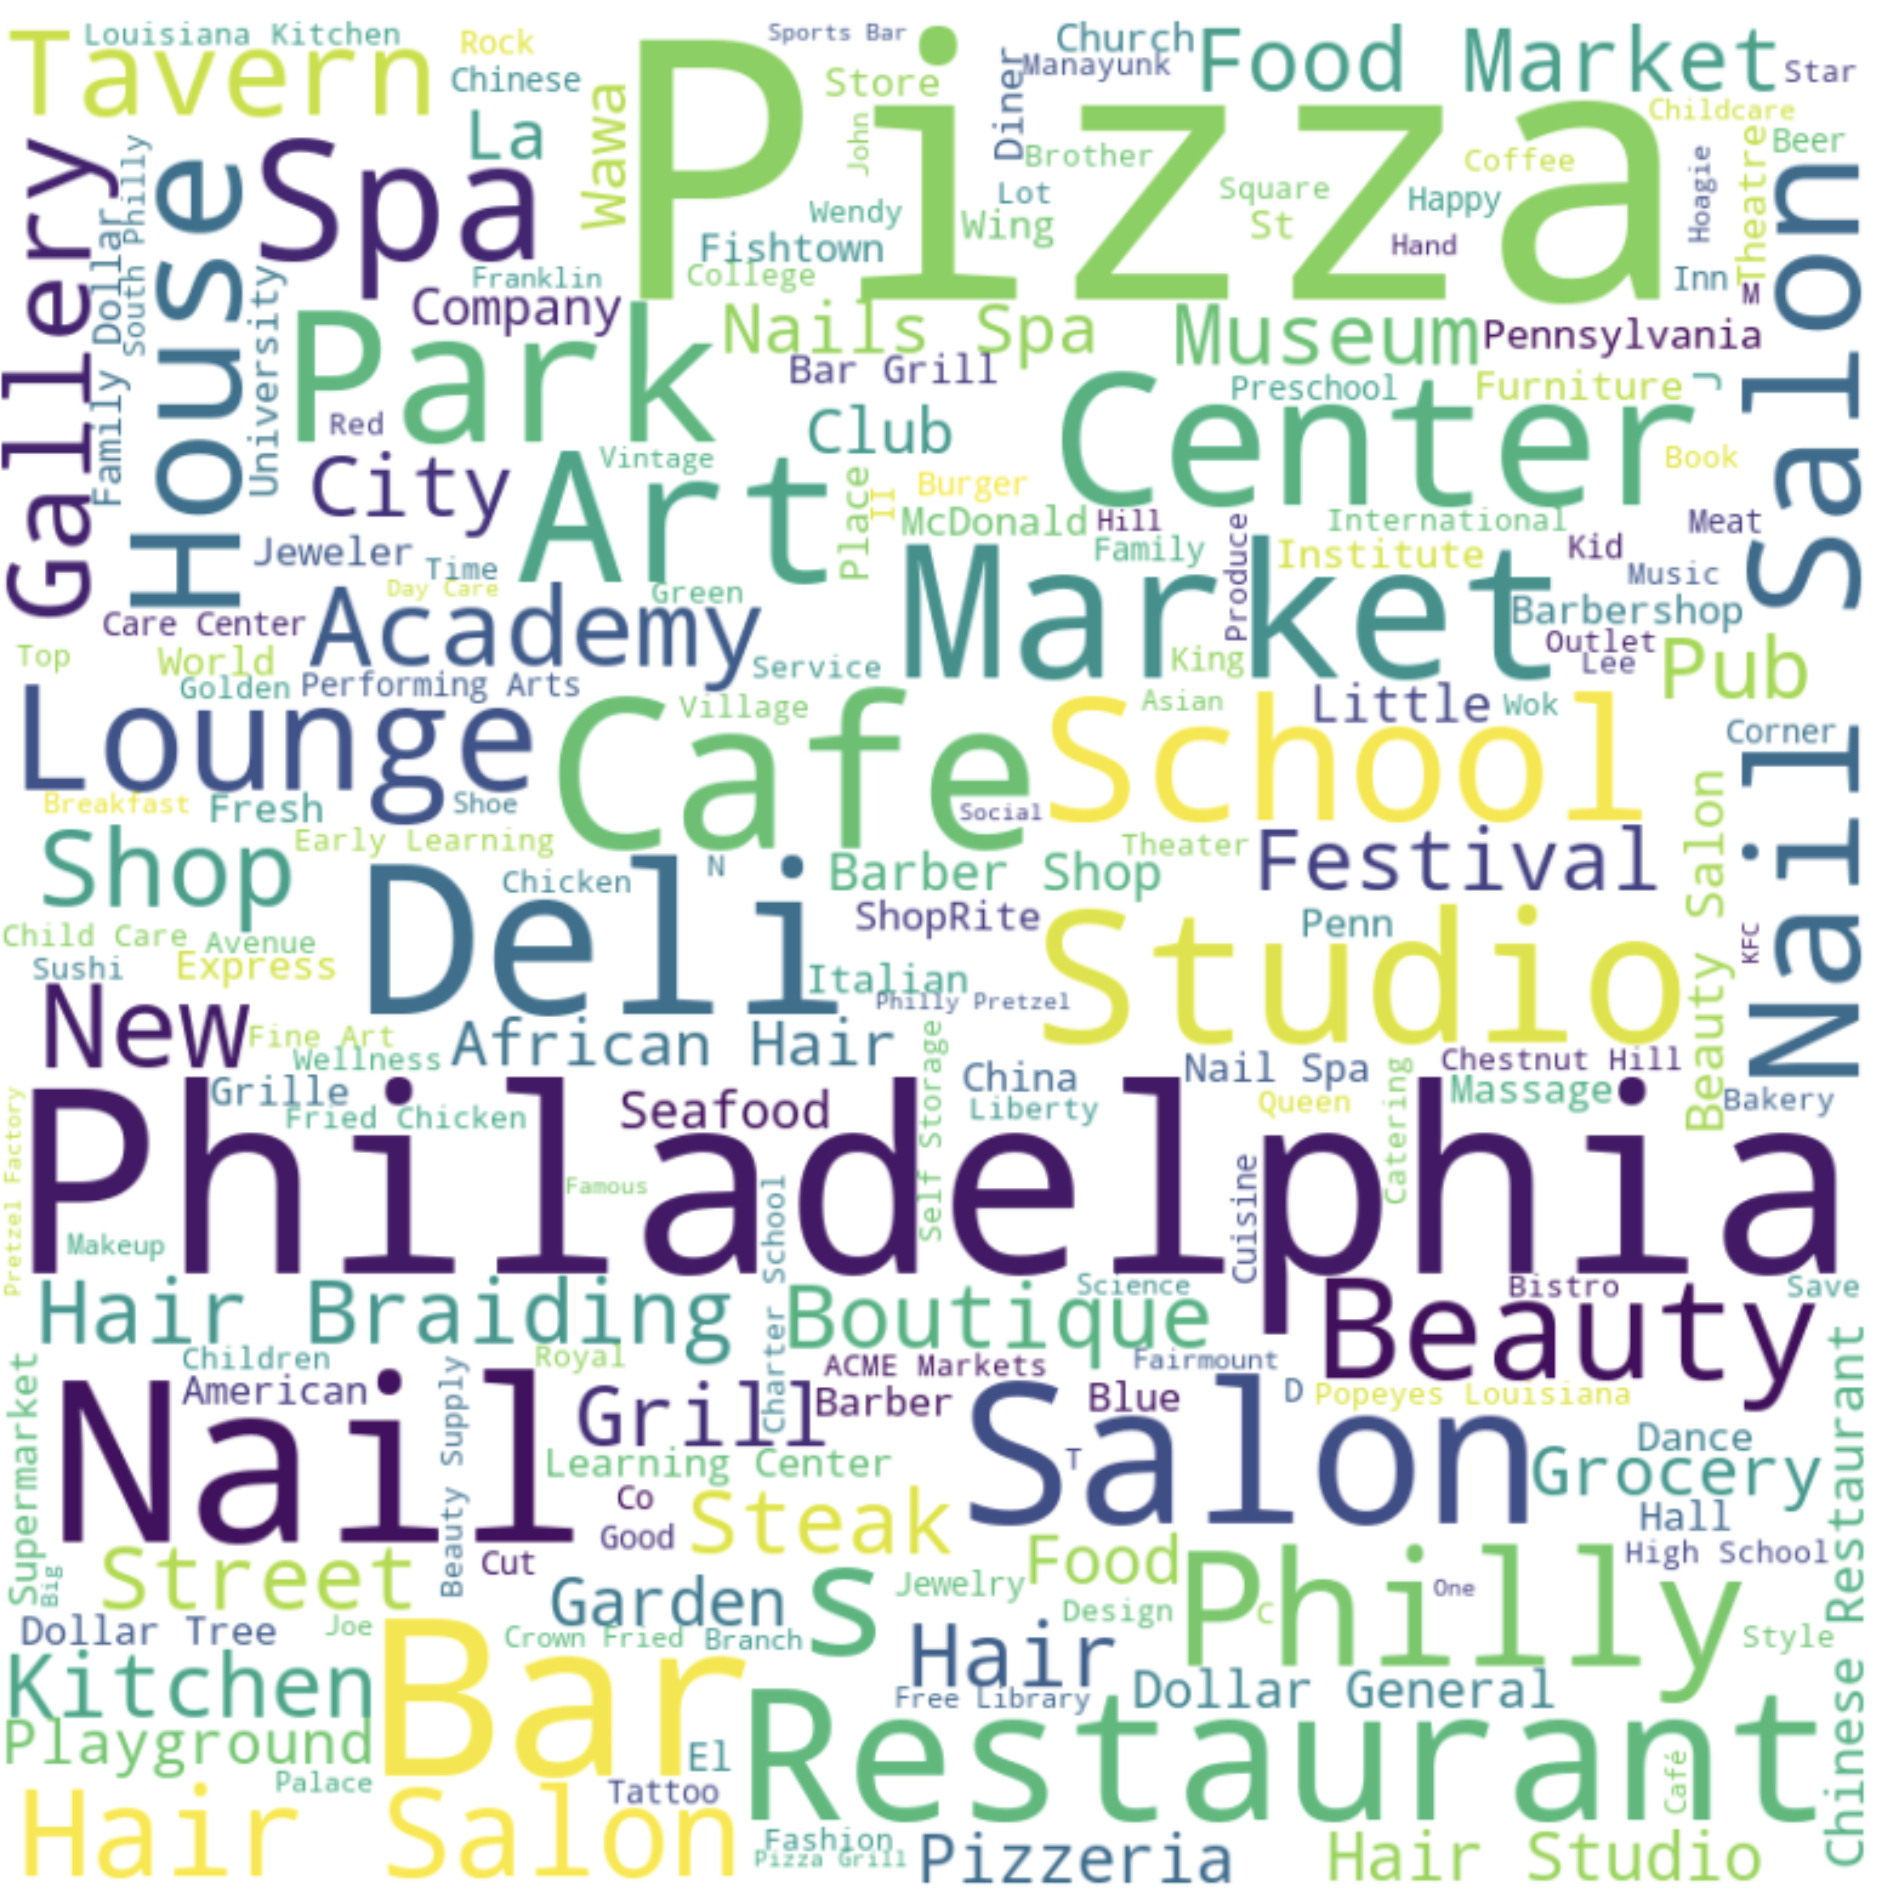 Tavern
Louisiana Kitchen
Rock
Chinese
Sports Bar
Pizza
Store
Diner
Church
Manayunk
Food Market
Star
Childcare
Gallery
South Philly
Family Dollar
House
Spa
La
Wawa
John
Brother
Coffee
Hoagie
Theatre
Beer
Nail Salon
Wendy
Lot
Wing
Square
St
Happy
Hand
Inn
M
Fishtown
College
Franklin
University
Company
Park
Nails Spa
Museum
Pennsylvania
Bar Grill
Center
Preschool
Furniture
J
Red
Club
City
Art
Vintage
Place
II
Burger
Book
McDonald
Hill
Produce
International
Meat
Jeweler
Time
Family
Institute
Kid
Music
Day Care
Green
Care Center
Academy
Market
Barbershop
Outlet
Lee
Pub
Top
World
Golden
Performing Arts
Service
King
Lounge
Cafe
Village
Asian
School
Little
Wok
Corner
Breakfast
Fresh
Shoe
Social
Shop
Early Learning
Deli
Chicken
N
Barber Shop
Theater
Festival
Beauty Salon
ShopRite
Studio
Penn
KFC
Child Care
Avenue
Sushi
Express
Italian
Philly Pretzel
New
Fine Art
Wellness
African Hair
Self Storage
China
Nail Spa
Chestnut Hill
Grille
Fried Chicken
Seafood
Liberty
Queen
Catering
Massage
Bakery
Pretzel Factory
Philadelphia
Famous
Charter School
Cuisine
Makeup
Hair Braiding
Boutique
Science
Beauty
Bistro
Save
Supermarket
Children
Royal
ACME Markets
Fairmount
Nail
American
Beauty Supply
Grill
Barber
Blue
Salon
D
Popeyes Louisiana
Chinese Restaurant
Learning Center
T
Dance
Grocery
Co
Good
Steak
Hall
Big
Street
Cut
Food
Philly
High School
Garden
s
Jewelry
One
Design
C
Dollar Tree
Joe
Bar
Crown Fried
Branch
Hair
Style
Kitchen
Free Library
Dollar General
Playground
El
Restaurant
Café
Palace
Tattoo
Hair Salon
Fashion
Pizza Grill
Pizzeria
Hair Studio